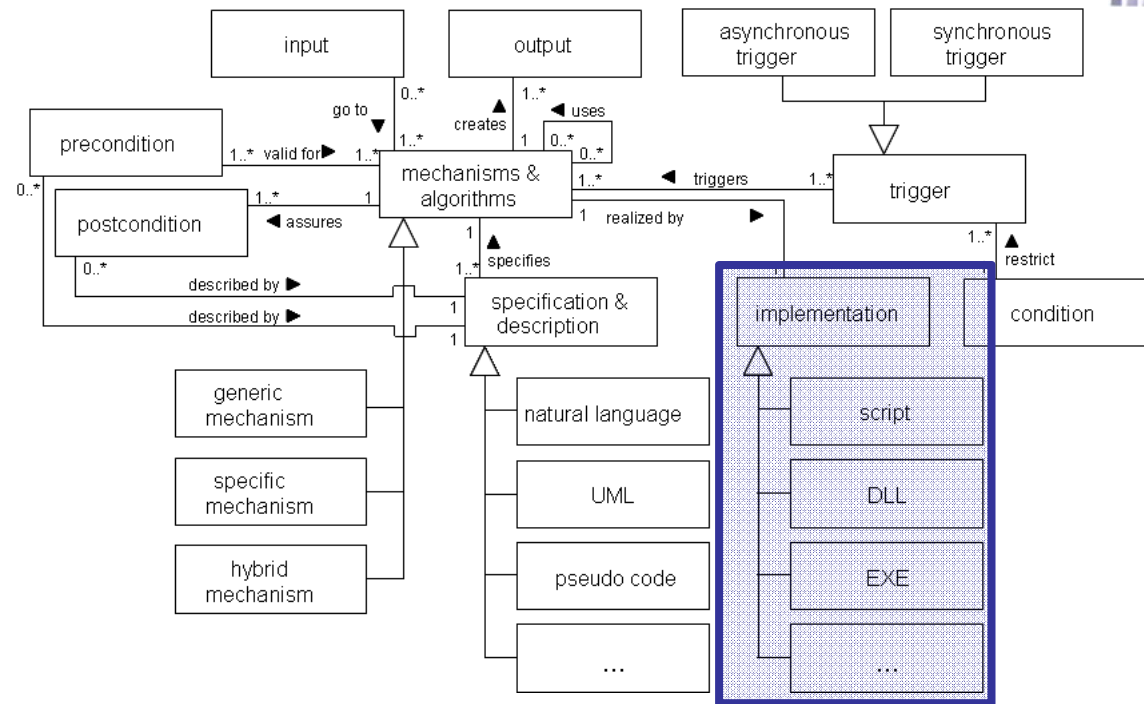 input
output
asynchronous
trigger
synchronous
trigger
0..*
1..*
go to
creates
uses
precondition
1..*
1
0..*
0..*
1..*
valid for
1..*
mechanisms &
algorithms
1..*
triggers
1..*
trigger
0..*
postcondition
1..*
1
assures
1
realized by
0..*
1
specifies
1..*
1..*
restrict
described by
1
specification &
description
implementation
condition
described by
1
generic
mechanism
natural language
script
specific
mechanism
UML
DLL
hybrid
mechanism
pseudo code
EXE
...
...